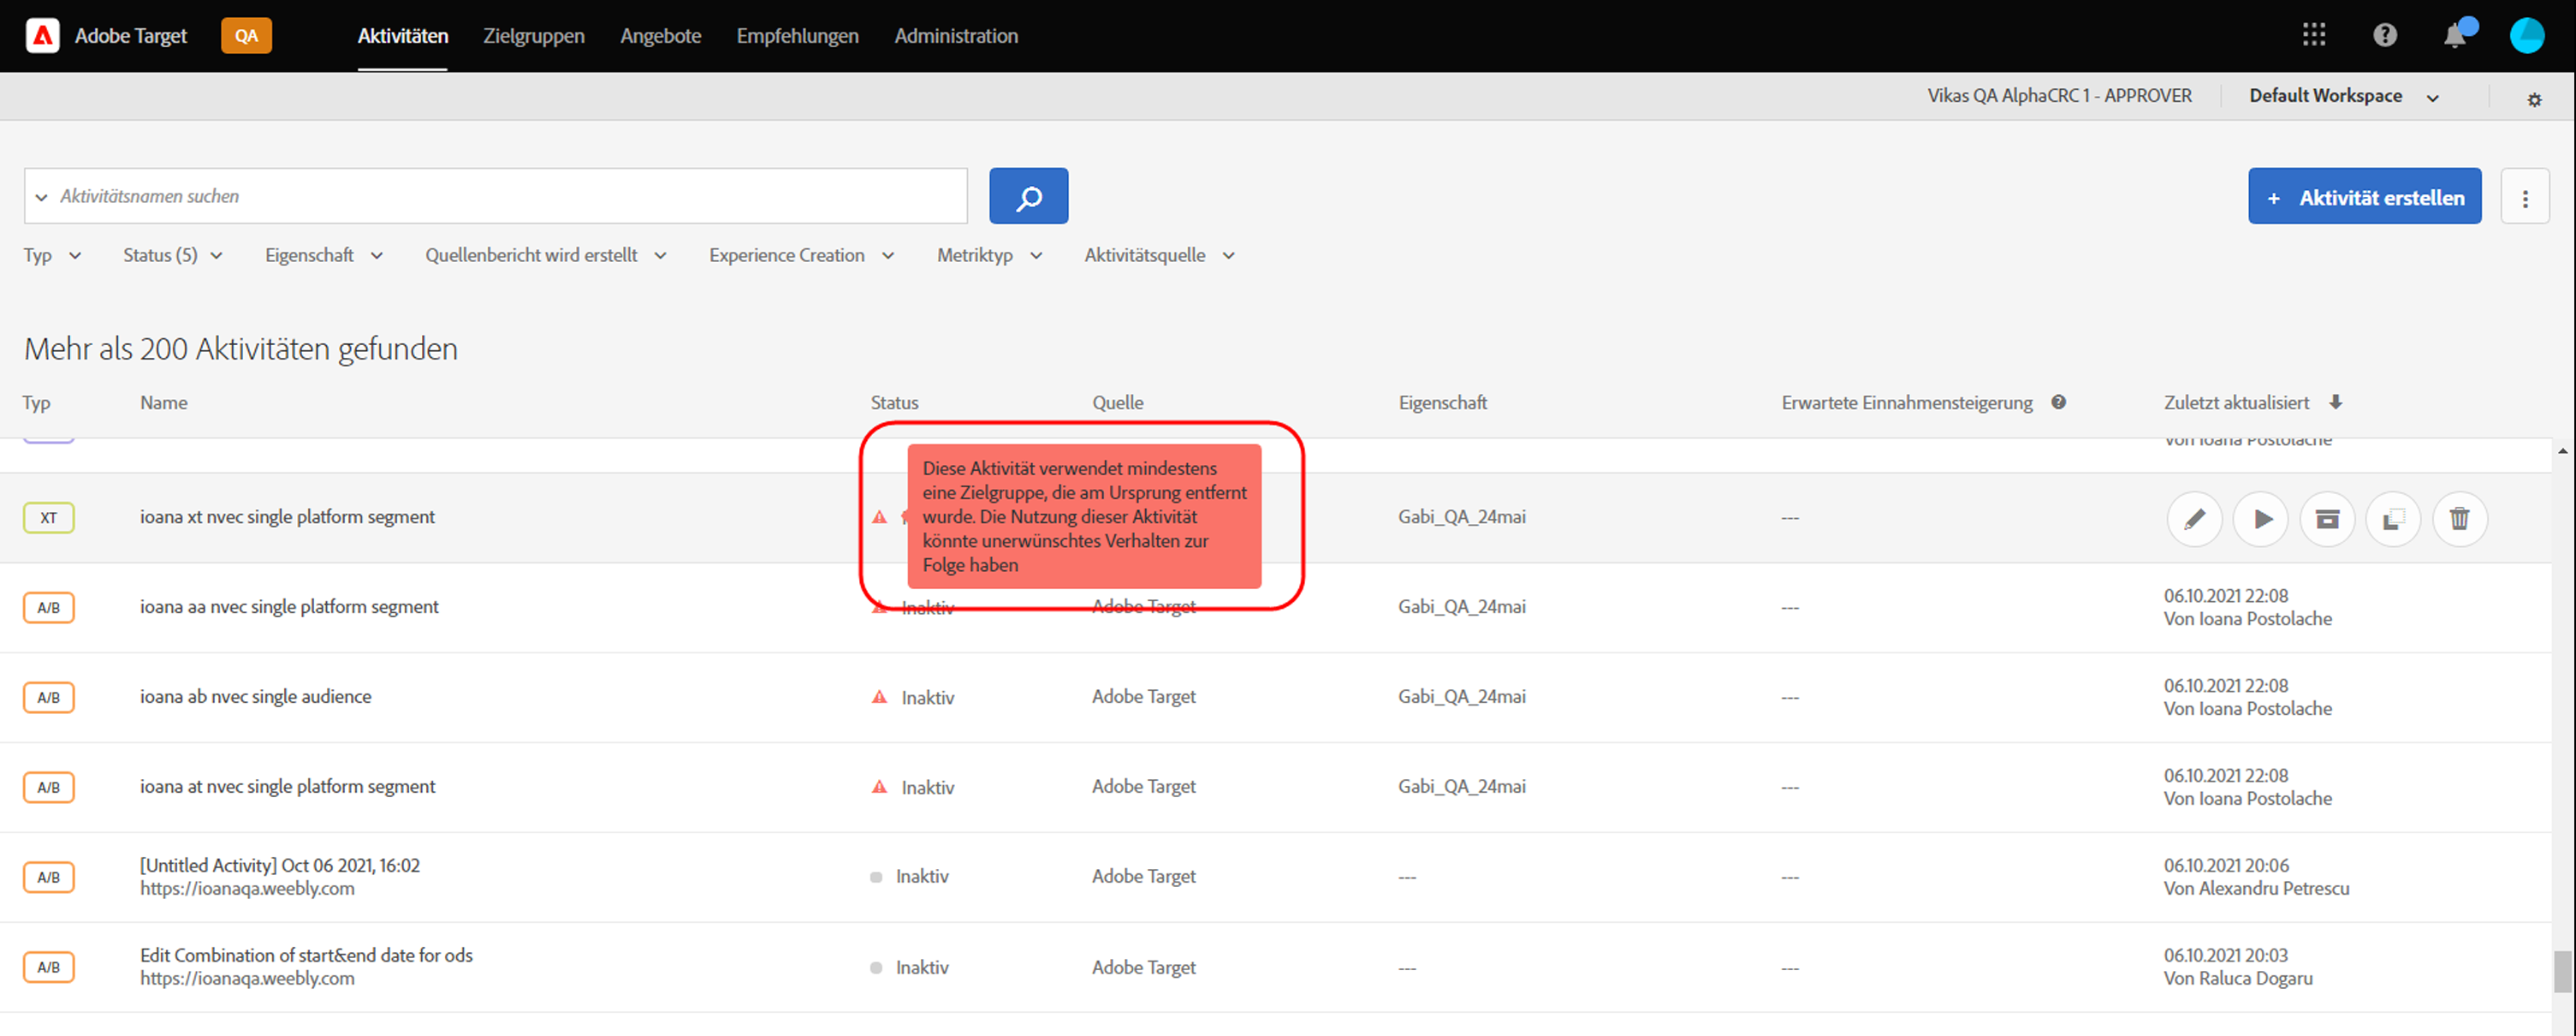 Adobe Target QA Aktivitäten Zielgruppen Angebote Empfehlungen Administration
Vikas QA AlphaCRC 1 - APPROVER Default Workspace
Aktivitätsnamen suchen
+ Aktivität erstellen
Typ Status (5) Eigenschaft Quellenbericht wird erstellt Experience Creation Metriktyp Aktivitätsquelle
Mehr als 200 Aktivitäten gefunden
Typ Name Status Quelle Eigenschaft Erwartete Einnahmensteigerung Zuletzt aktualisiert
von Ioana Postolache
Diese Aktivität verwendet mindestens
eine Zielgruppe, die am Ursprung entfernt
wurde. Die Nutzung dieser Aktivität
könnte unerwünschtes Verhalten zur
Folge haben
XT ioana xt nvec single platform segment Gabi_QA_24mai ---
A/B ioana aa nvec single platform segment Inaktiv Adobe Target Gabi_QA_24mai --- 06.10.2021 22:08
Von Ioana Postolache
A/B ioana ab nvec single audience Inaktiv Adobe Target Gabi_QA_24mai --- 06.10.2021 22:08
Von Ioana Postolache
A/B ioana at nvec single platform segment Inaktiv Adobe Target Gabi_QA_24mai --- 06.10.2021 22:08
Von Ioana Postolache
A/B [Untitled Activity] Oct 06 2021, 16:02 Inaktiv Adobe Target --- --- 06.10.2021 20:06
https://ioanaqa.weebly.com Von Alexandru Petrescu
A/B Edit Combination of start&end date for ods Inaktiv Adobe Target --- --- 06.10.2021 20:03
https://ioanaqa.weebly.com Von Raluca Dogaru